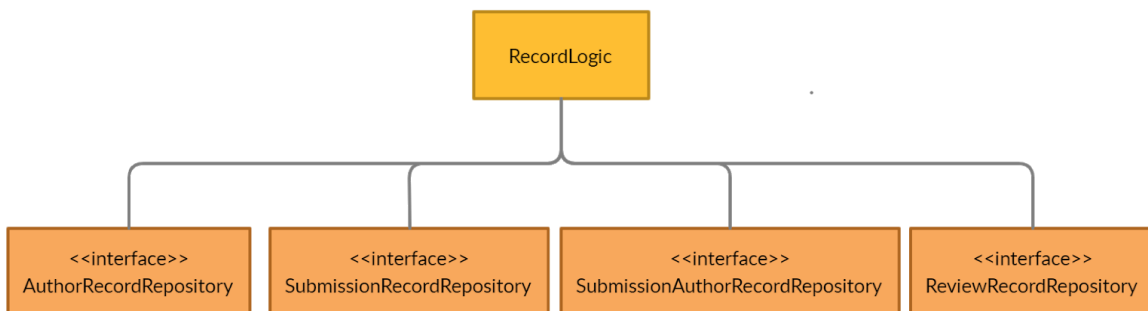 RecordLogic
<<interface>>
AuthorRecordRepository
<<interface>>
SubmissionRecordRepository
<<interface>>
SubmissionAuthorRecordRepository
<<interface>>
ReviewRecordRepository